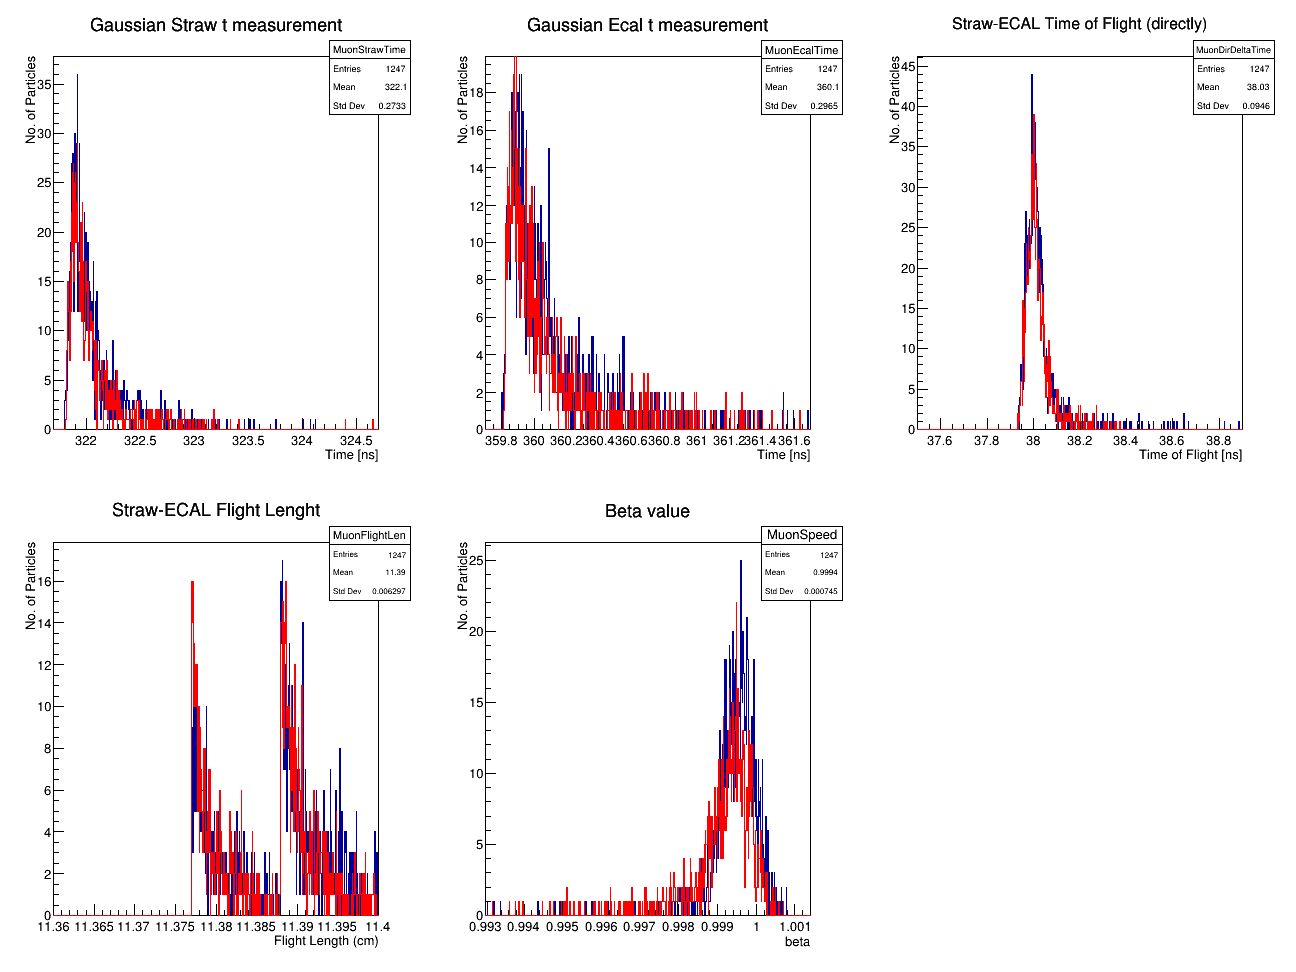 Gaussian Straw t measurement
No. of Particles
MuonStrawTime
Entries 1247
Mean 322.1
Std Dev 0.2733
35
30
25
20
15
10
5
0
322 322.5 323 323.5 324 324.5
Time [ns]
Gaussian Ecal t measurement
No. of Particles
MuonEcalTime
Entries 1247
Mean 360.1
Std Dev 0.2965
18
16
14
12
10
8
6
4
2
0
359.8 360 360.2 360.4 360.6 360.8 361 361.2 361.4 361.6
Time [ns]
Straw-ECAL Time of Flight (directly)
No. of Particles
MuonDirDeltaTime
Entries 1247
Mean 38.03
Std Dev 0.0946
45
40
35
30
25
20
15
10
5
0
37.6 37.8 38 38.2 38.4 38.6 38.8
Time of Flight [ns]
Straw-ECAL Flight Lenght
No. of Particles
MuonFlightLen
Entries 1247
Mean 11.39
Std Dev 0.006297
16
14
12
10
8
6
4
2
0
11.36 11.365 11.37 11.375 11.38 11.385 11.39 11.395 11.4
Flight Length (cm)
Beta value
No. of Particles
MuonSpeed
Entries 1247
Mean 0.9994
Std Dev 0.000745
25
20
15
10
5
0
0.993 0.994 0.995 0.996 0.997 0.998 0.999 1 1.001
beta